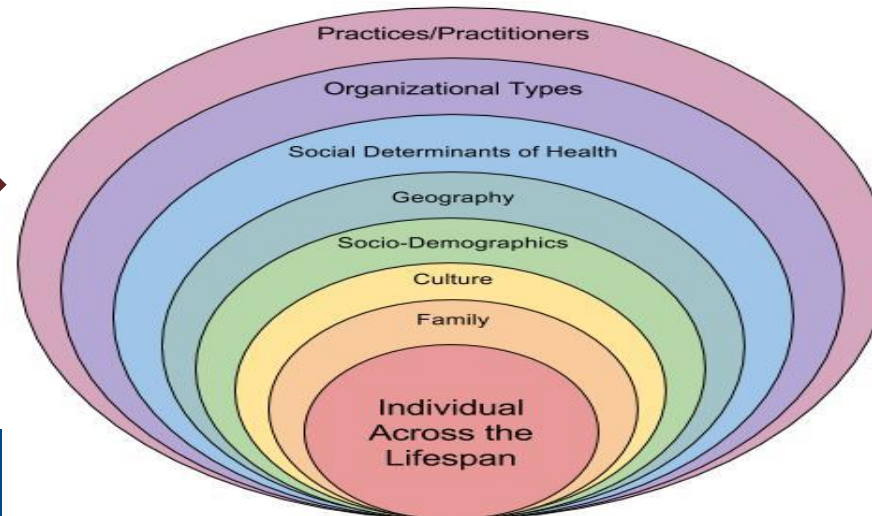 Practices/Practitioners
Organizational Types
Social Determinants of Health
Geography
Socio-Demographics
Culture
Family
Individual
Across the
Lifespan